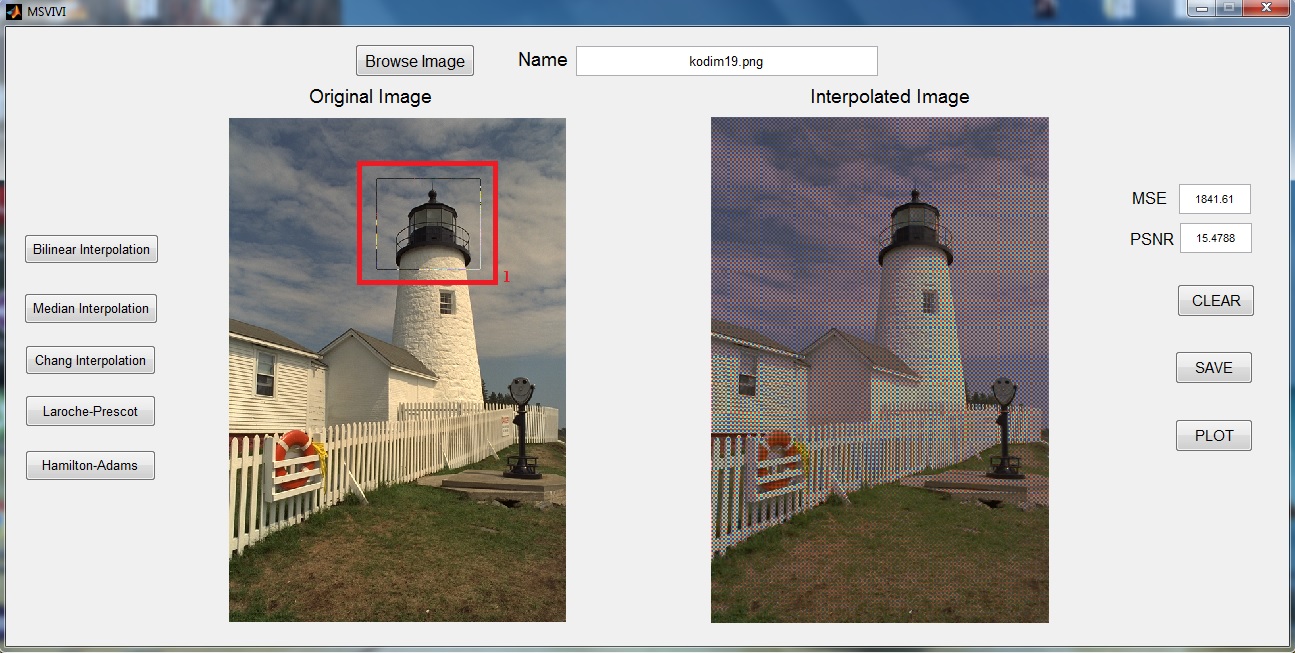 MSVIVI
Browse Image
Name
kodim19.png
Original Image
Interpolated Image
1
MSE
1841.61
PSNR
15.4788
Bilinear Interpolation
Median Interpolation
Chang Interpolation
Laroche-Prescot
Hamilton-Adams
CLEAR
SAVE
PLOT